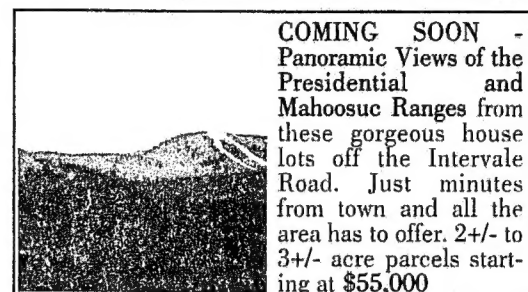 COMING SOON -
Panoramic Views of the
Presidential and
Mahoosuc Ranges from
these gorgeous house
lots off the Intervale
Road. Just minutes
from town and all the
area has to offer. 2+/- to
3+/- acre parcels start-
ing at $55,000